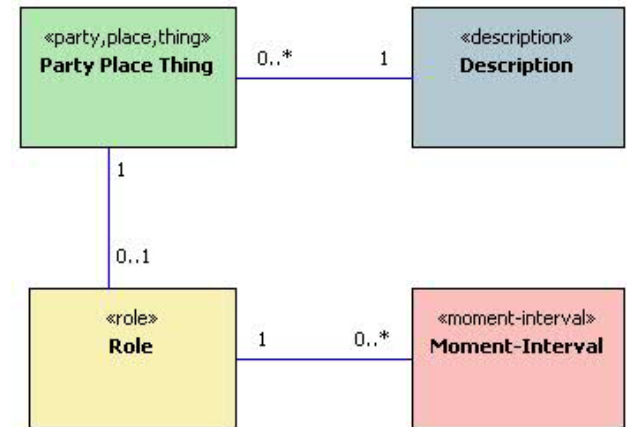 «party,place,thing»
Party Place Thing
0..*
1
«description»
Description
1
0..1
«role»
Role
1
0..*
«moment-interval»
Moment-Interval